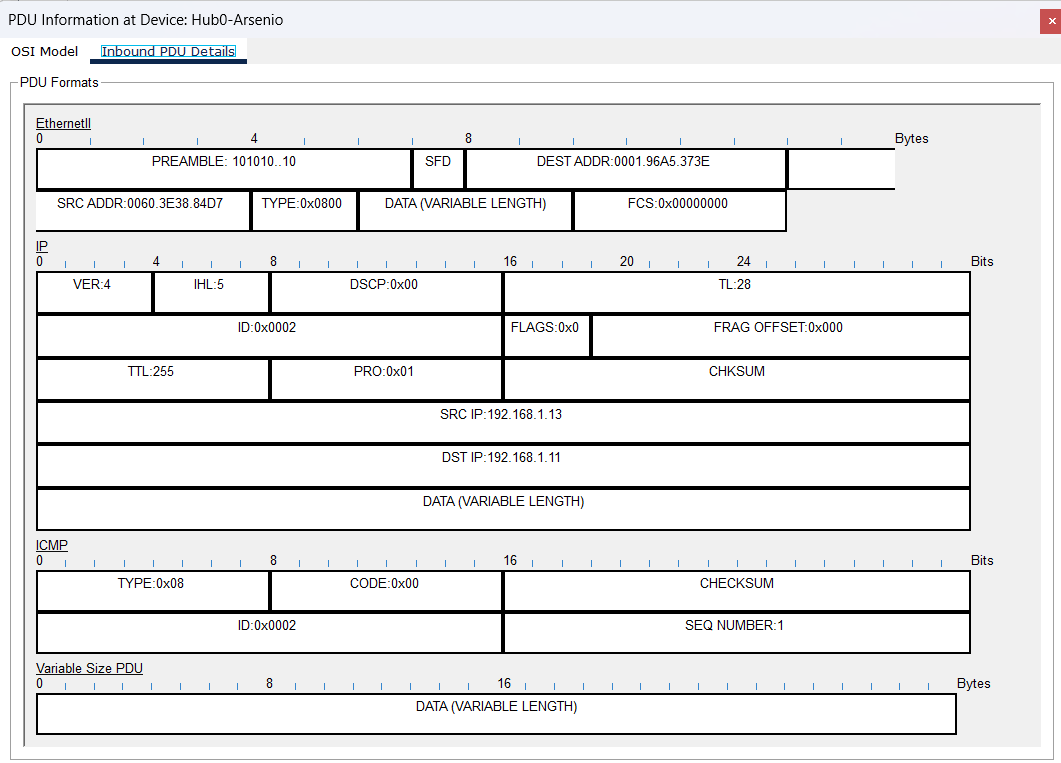 PDU Information at Device: Hub0-Arsenio
OSI Model Inbound PDU Details
PDU Formats
EthernetII
0 4 8 Bytes
PREAMBLE: 101010..10 SFD DEST ADDR:0001.96A5.373E
SRC ADDR:0060.3E38.84D7 TYPE:0x0800 DATA (VARIABLE LENGTH) FCS:0x00000000
IP
0 4 8 16 20 24 Bits
VER:4 IHL:5 DSCP:0x00 TL:28
ID:0x0002 FLAGS:0x0 FRAG OFFSET:0x000
TTL:255 PRO:0x01 CHKSUM
SRC IP:192.168.1.13
DST IP:192.168.1.11
DATA (VARIABLE LENGTH)
ICMP
0 8 16 Bits
TYPE:0x08 CODE:0x00 CHECKSUM
ID:0x0002 SEQ NUMBER:1
Variable Size PDU
0 8 16 Bytes
DATA (VARIABLE LENGTH)